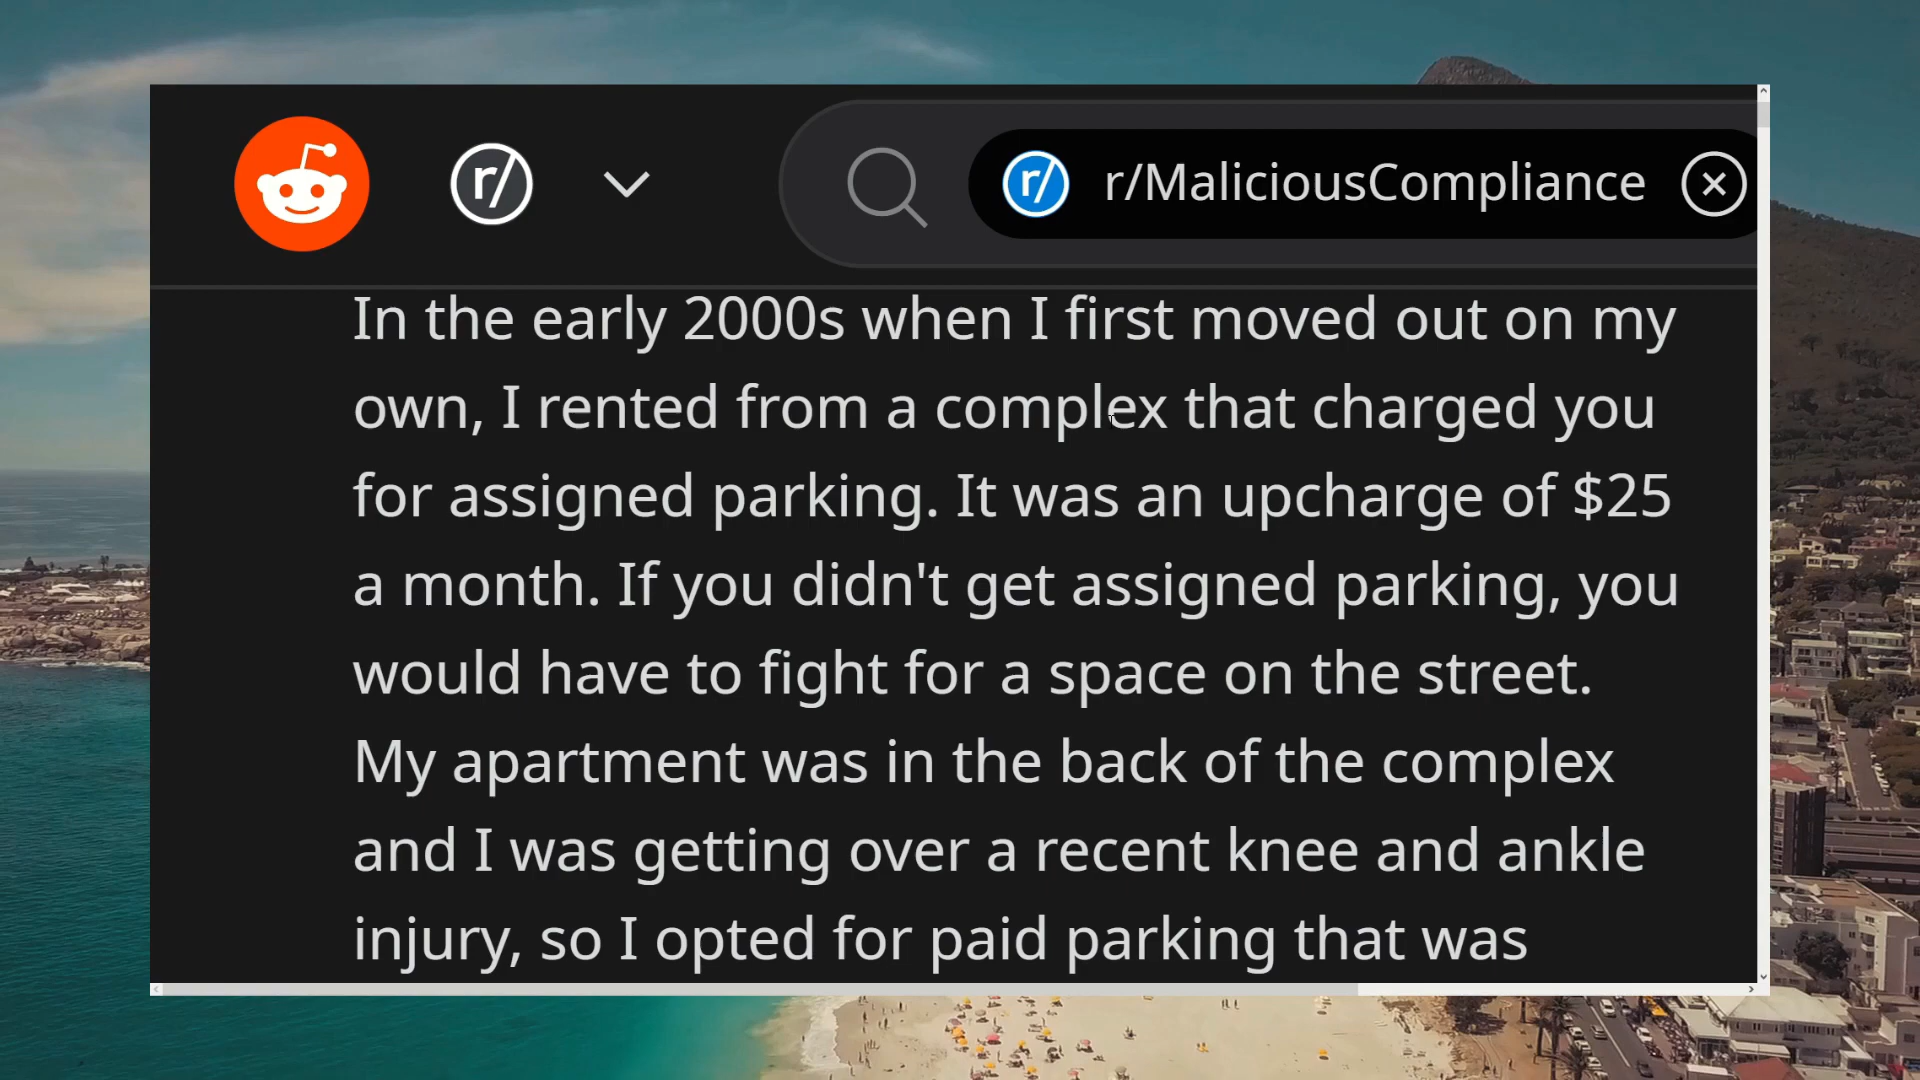 r/
r/
r/MaliciousCompliance
In the early 2000s when I first moved out on my
own, I rented from a complex that charged you
for assigned parking. It was an upcharge of $25
a month. If you didn't get assigned parking, you
would have to fight for a space on the street.
My apartment was in the back of the complex
and I was getting over a recent knee and ankle
injury, so I opted for paid parking that was